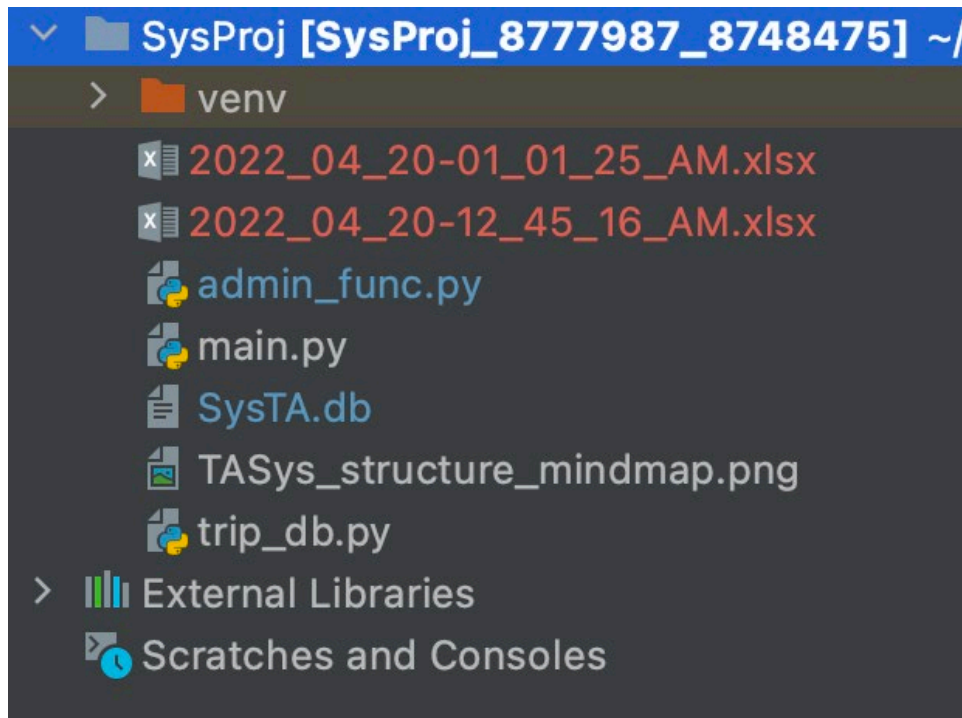 SysProj [SysProj_8777987_8748475] ~/
venv
2022_04_20-01_01_25_AM.xlsx
2022_04_20-12_45_16_AM.xlsx
admin_func.py
main.py
SysTA.db
TASys_structure_mindmap.png
trip_db.py
External Libraries
Scratches and Consoles